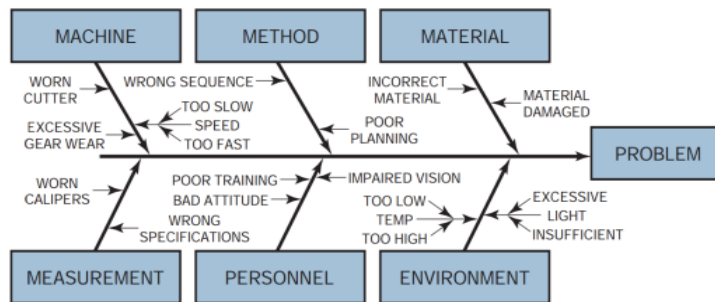 MACHINE
METHOD
MATERIAL
WORN
CUTTER
EXCESSIVE
GEAR WEAR
TOO SLOW
SPEED
TOO FAST
WRONG SEQUENCE
POOR
PLANNING
INCORRECT
MATERIAL
MATERIAL
DAMAGED
PROBLEM
WORN
CALIPERS
WRONG
SPECIFICATIONS
POOR TRAINING
BAD ATTITUDE
IMPAIRED VISION
TOO LOW
TEMP
TOO HIGH
EXCESSIVE
LIGHT
INSUFFICIENT
MEASUREMENT
PERSONNEL
ENVIRONMENT